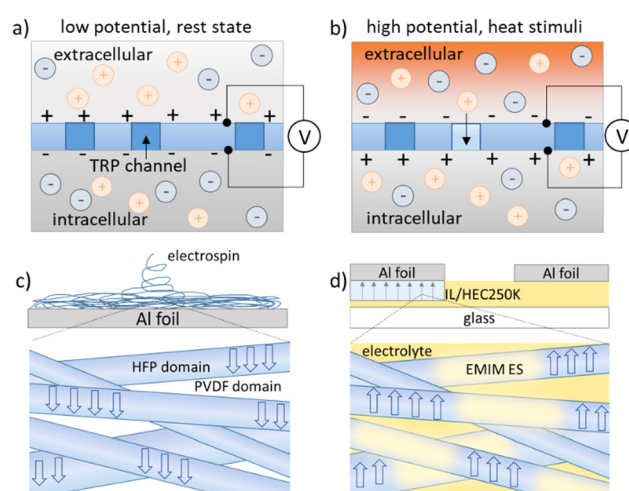 a)
low potential, rest state
extracellular
+ + + + + +
- - - - -
TRP channel
intracellular
V
b)
high potential, heat stimuli
extracellular
- - - - - -
+ + + + +
intracellular
V
c)
electrospin
Al foil
HFP domain
PVDF domain
d)
Al foil
Al foil
IL/HEC250K
glass
electrolyte
EMIM ES